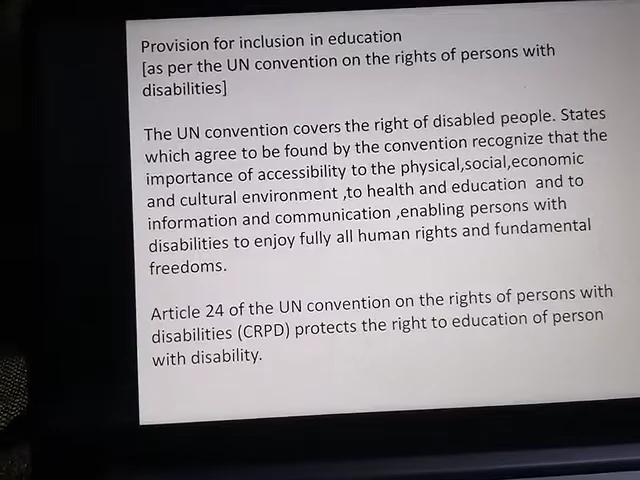 Provision for inclusion in education
[as per the UN convention on the rights of persons with
disabilities]
The UN convention covers the right of disabled people. States
which agree to be found by the convention recognize that the
importance of accessibility to the physical,social,economic
and cultural environment ,to health and education and to
information and communication ,enabling persons with
disabilities to enjoy fully all human rights and fundamental
freedoms.
Article 24 of the UN convention on the rights of persons with
disabilities (CRPD) protects the right to education of person
with disability.